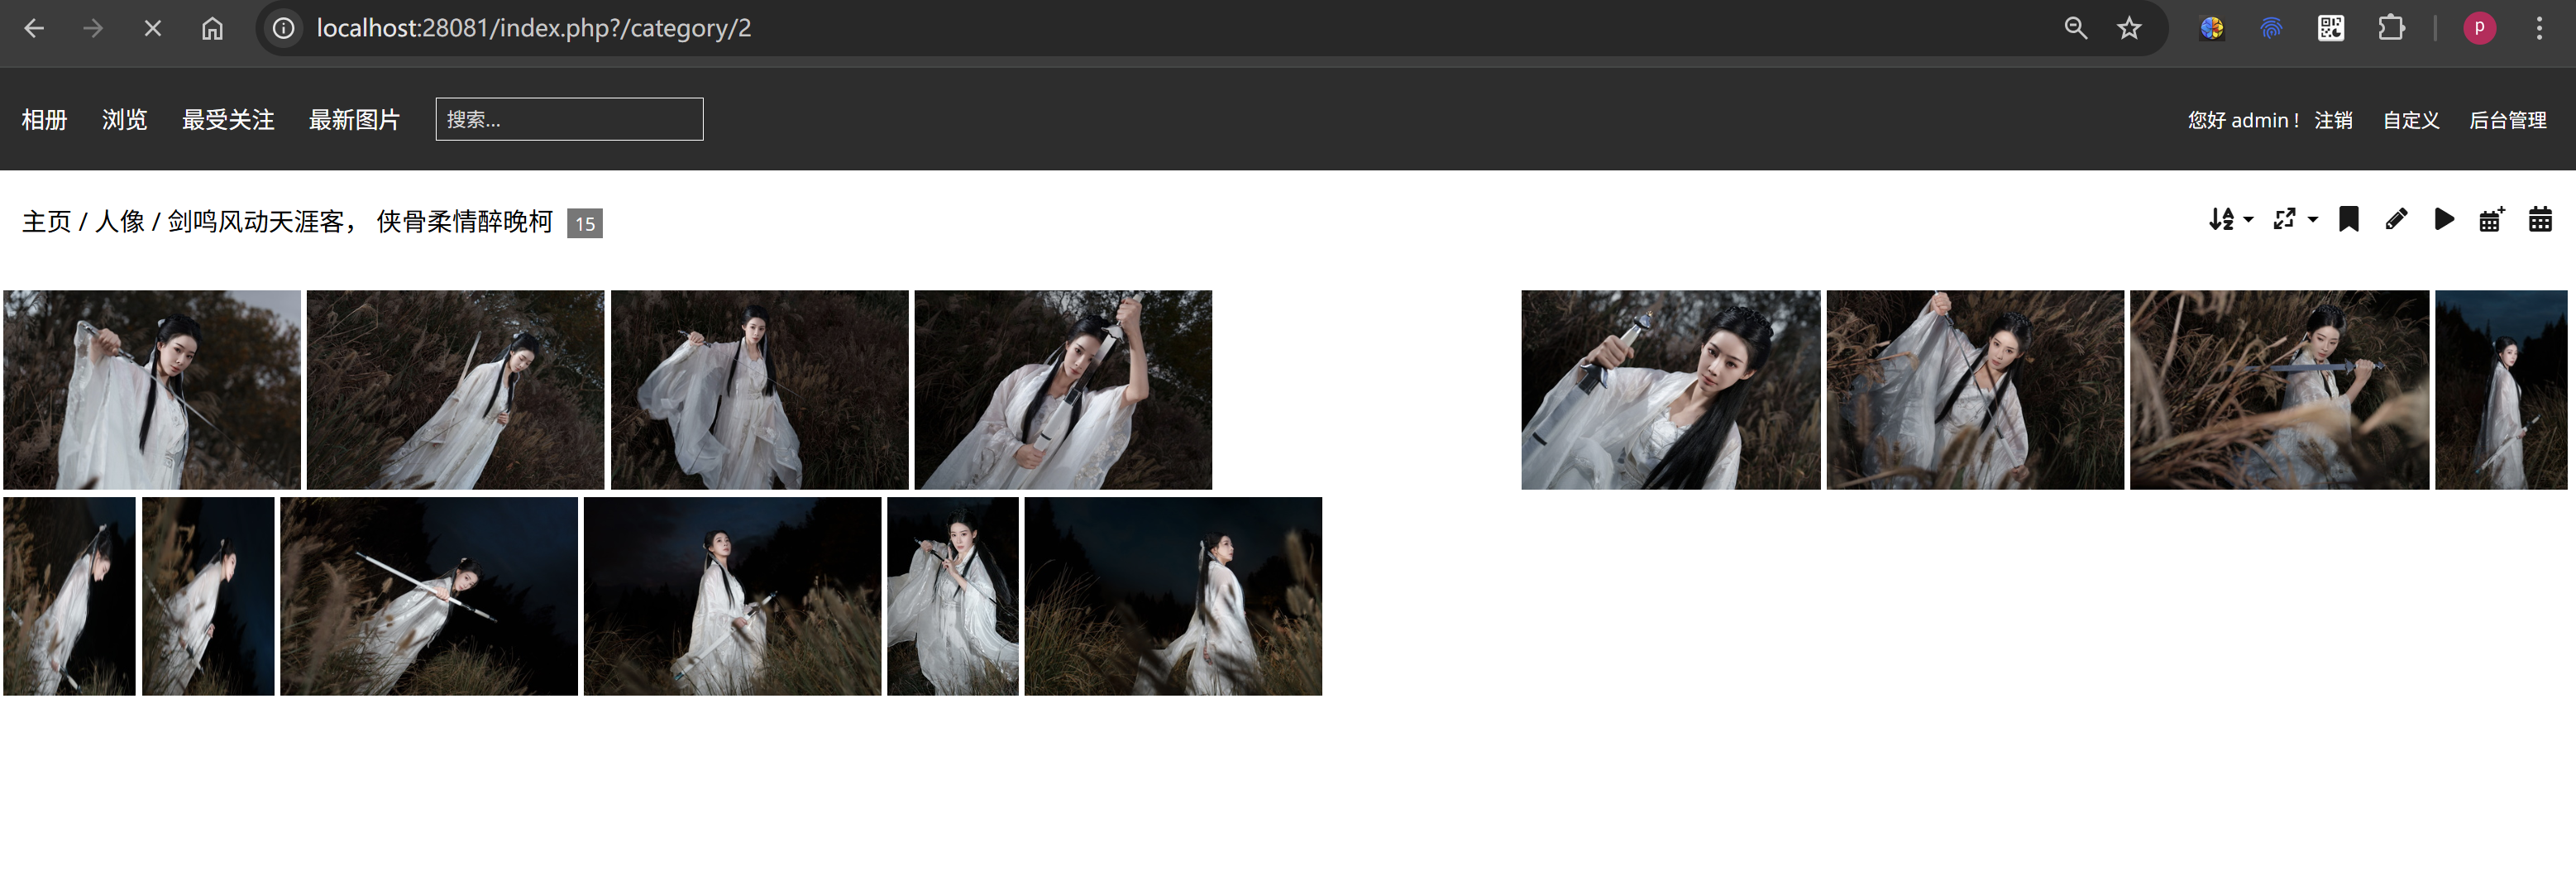 localhost:28081/index.php?/category/2
p
相册 浏览 最受关注 最新图片 搜索... 您好 admin！ 注销 自定义 后台管理
主页 / 人像 / 剑鸣风动天涯客， 侠骨柔情醉晚柯 15